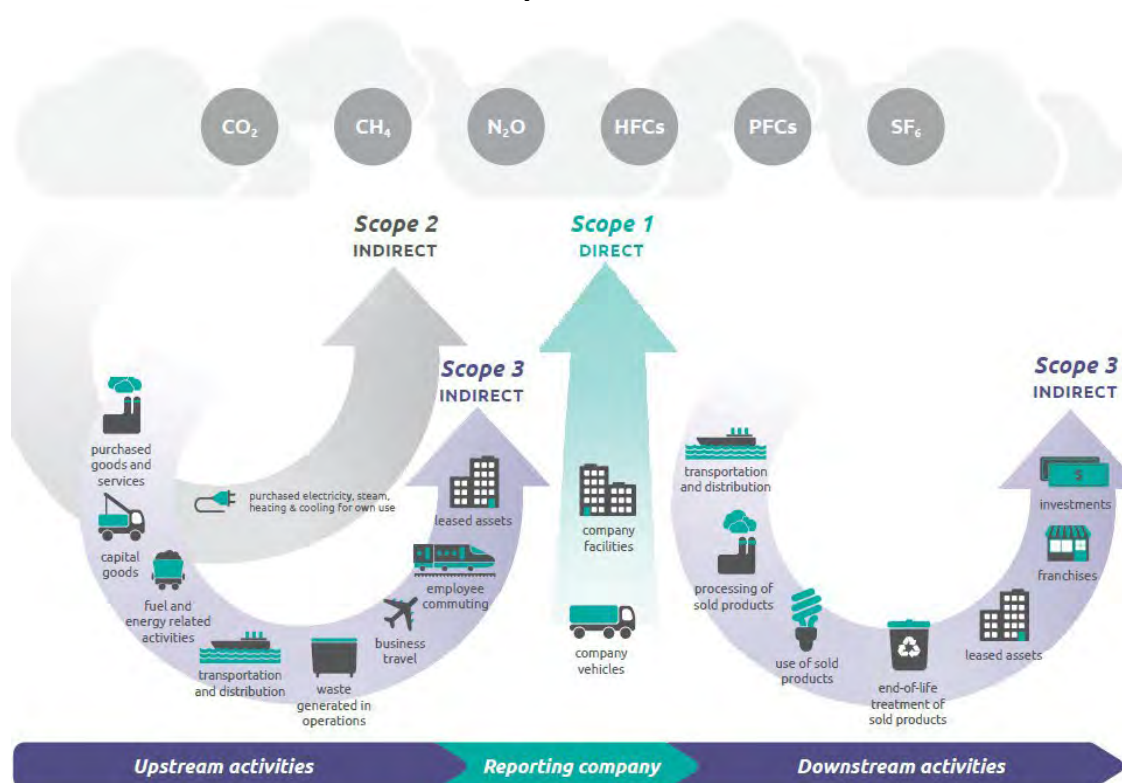 CO₂
CH₄
N₂O
HFCs
PFCs
SF₆
Scope 2
INDIRECT
Scope 1
DIRECT
Scope 3
INDIRECT
Scope 3
INDIRECT
purchased
goods and
services
purchased electricity, steam,
heating & cooling for own use
capital
goods
fuel and
energy related
activities
transportation
and distribution
waste
generated in
operations
business
travel
employee
commuting
leased assets
company
facilities
company
vehicles
transportation
and distribution
processing of
sold products
use of sold
products
end-of-life
treatment of
sold products
leased assets
franchises
$
investments
Upstream activities
Reporting company
Downstream activities